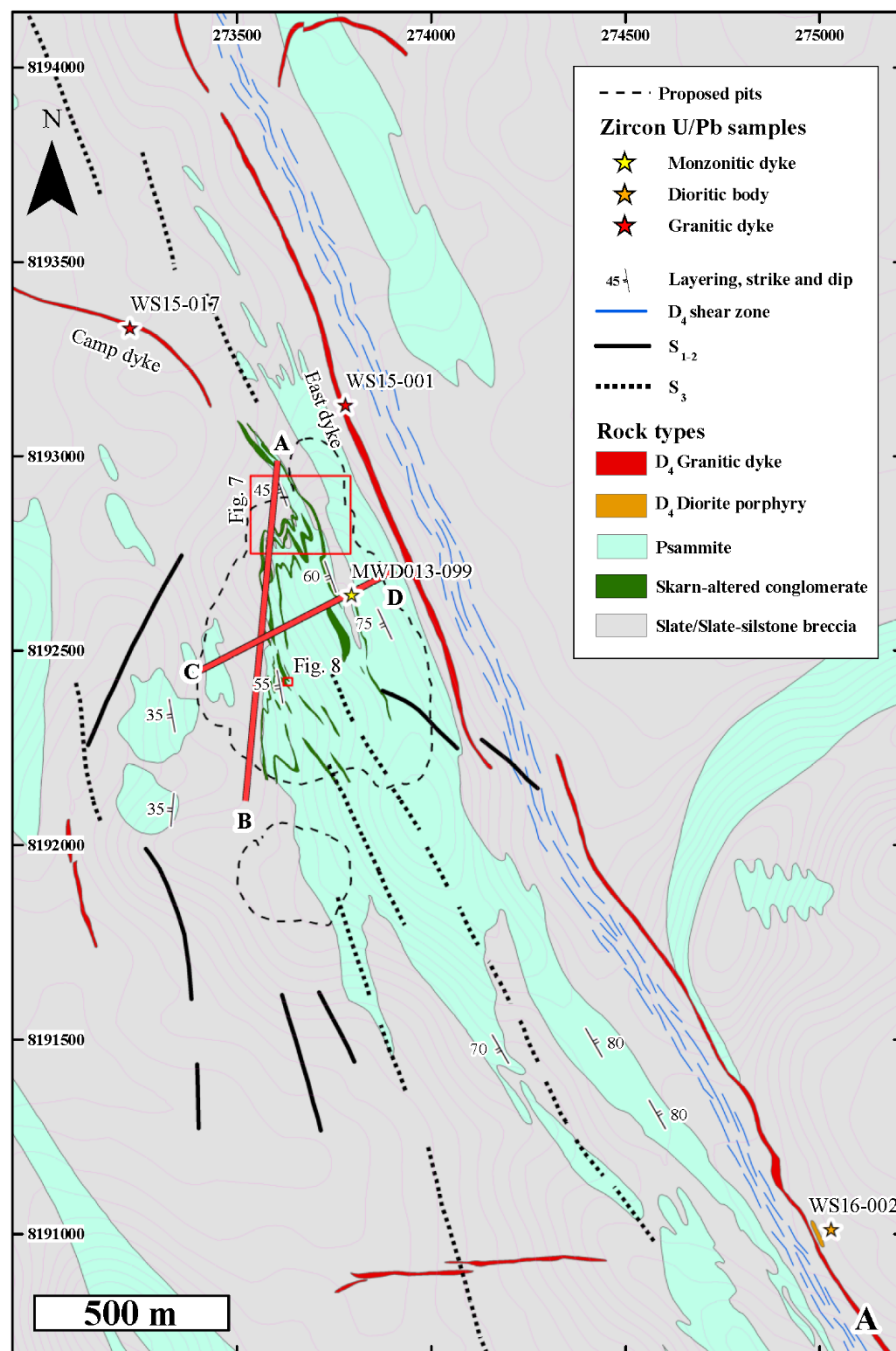 273500
274000
274500
275000
8194000
N
Proposed pits
Zircon U/Pb samples
Monzonitic dyke
Dioritic body
Granitic dyke
45
Layering, strike and dip
D4 shear zone
S1-2
S3
Rock types
D4 Granitic dyke
D4 Diorite porphyry
Psammite
Skarn-altered conglomerate
Slate/Slate-silstone breccia
8193500
WS15-017
Camp dyke
WS15-001
East dyke
8193000
A
45
Fig. 7
60
MWD013-099
D
75
8192500
C
Fig. 8
55
35
35
B
8192000
8191500
70
80
80
WS16-002
8191000
500 m
A